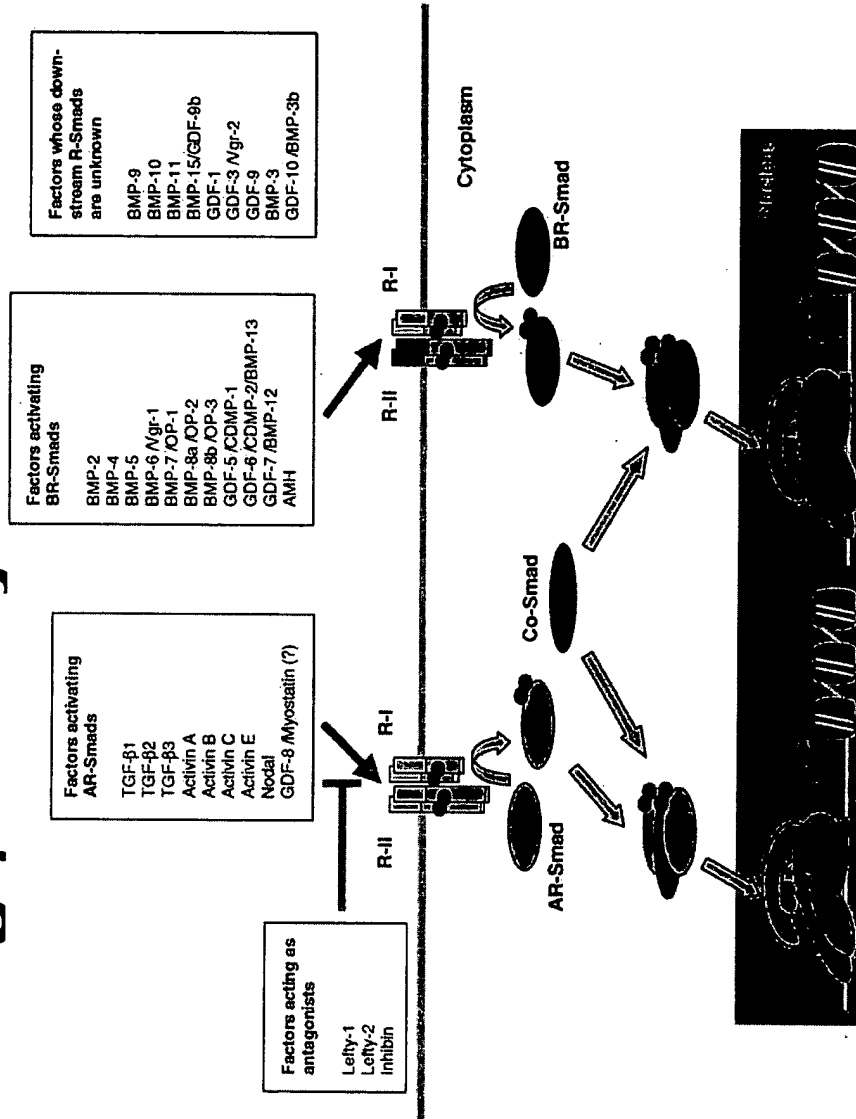 Factors acting as
antagonists
Lefty-1
Lefty-2
Inhibin
Factors activating
AR-Smads
TGF-β1
TGF-β2
TGF-β3
Activin A
Activin B
Activin C
Activin E
Nodal
GDF-8 /Myostatin (?)
Factors activating
BR-Smads
BMP-2
BMP-4
BMP-5
BMP-6 /Vgr-1
BMP-7 /OP-1
BMP-8a /OP-2
BMP-8b /OP-3
GDF-5 /CDMP-1
GDF-6 /CDMP-2/BMP-13
GDF-7 /BMP-12
AMH
Factors whose down-
stream R-Smads
are unknown
BMP-9
BMP-10
BMP-11
BMP-15/GDF-9b
GDF-1
GDF-3 /Vgr-2
GDF-9
BMP-3
GDF-10 /BMP-3b
R-II
R-I
R-II
R-I
Cytoplasm
AR-Smad
Co-Smad
BR-Smad
Nucleus